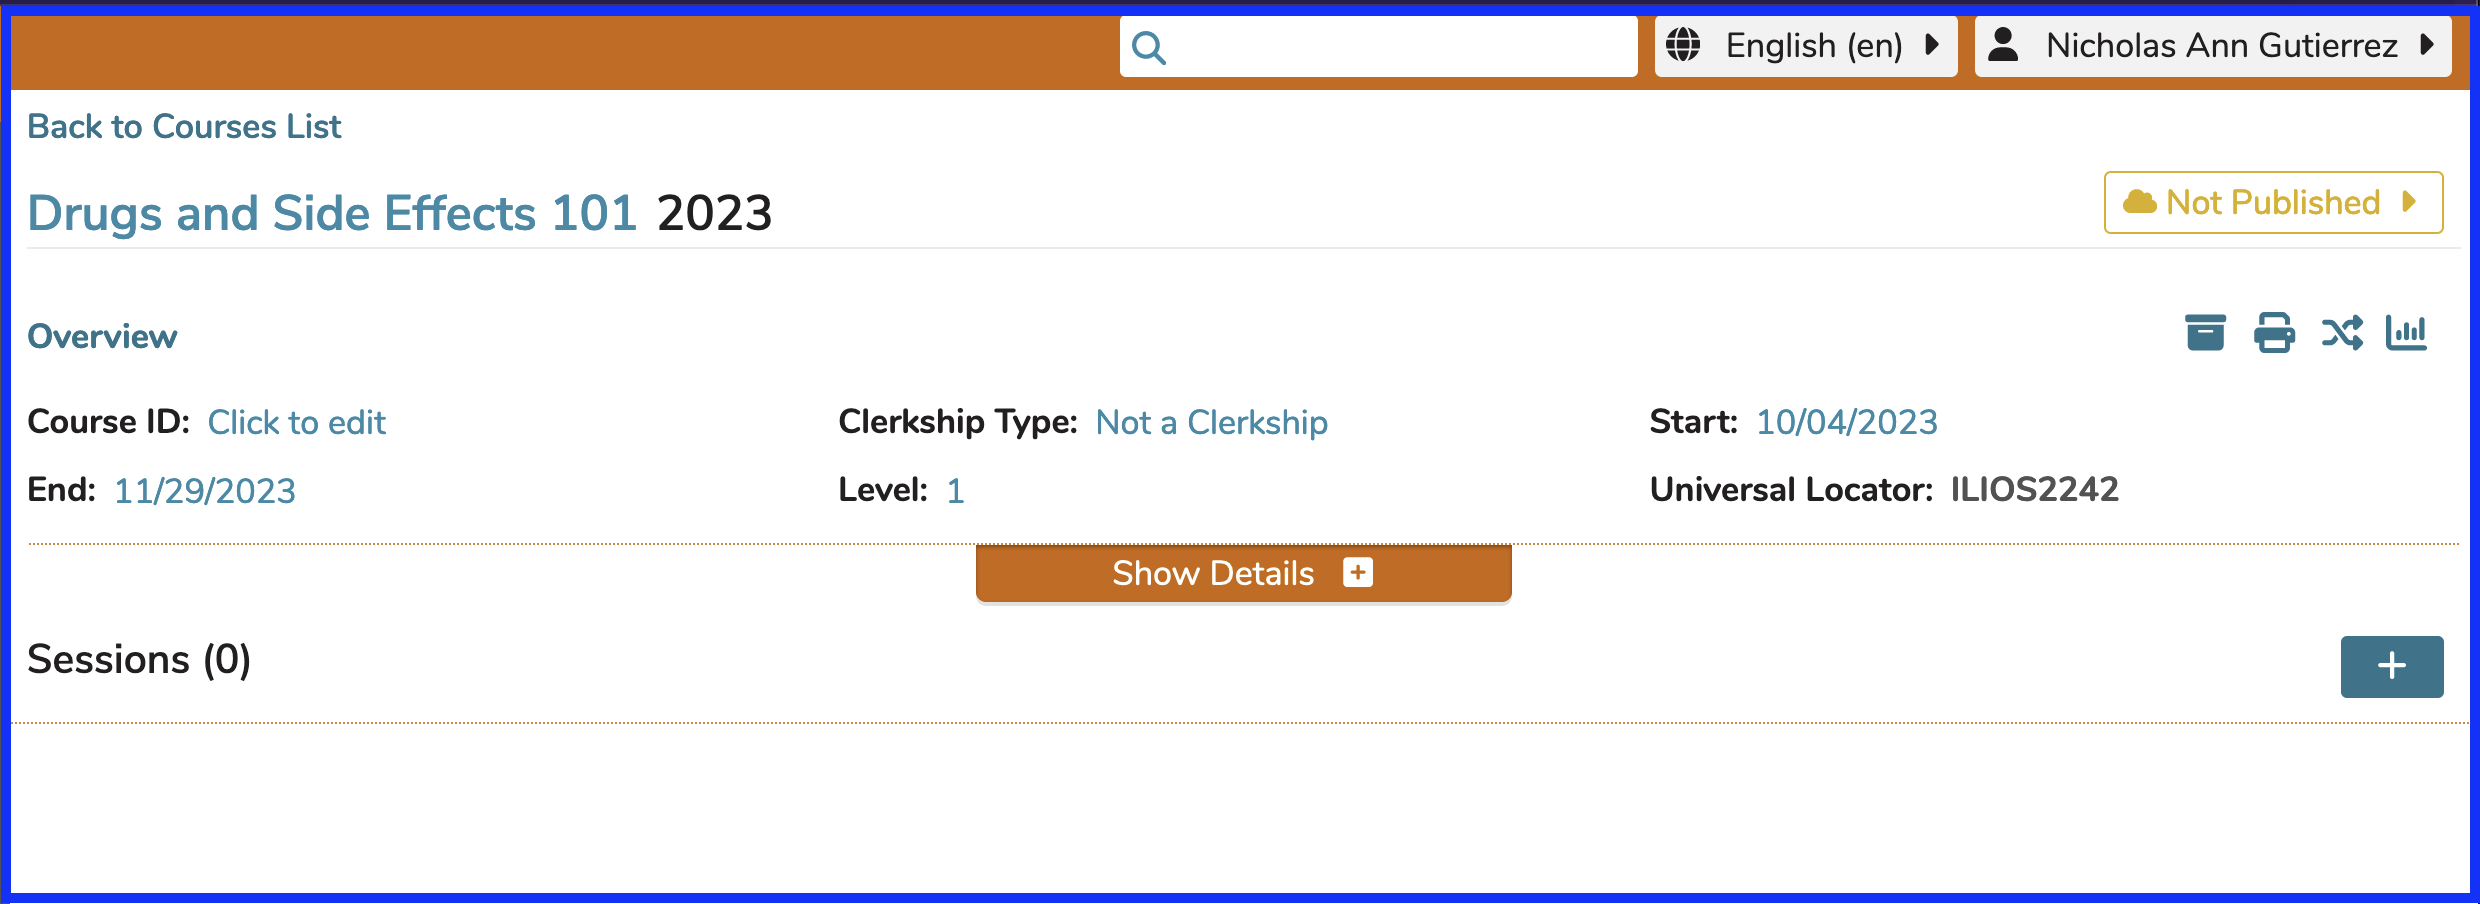 English (en)
Nicholas Ann Gutierrez
Back to Courses List
Drugs and Side Effects 101 2023
Not Published
Overview
Course ID: Click to edit
Clerkship Type: Not a Clerkship
Start: 10/04/2023
End: 11/29/2023
Level: 1
Universal Locator: ILIOS2242
Show Details
Sessions (0)